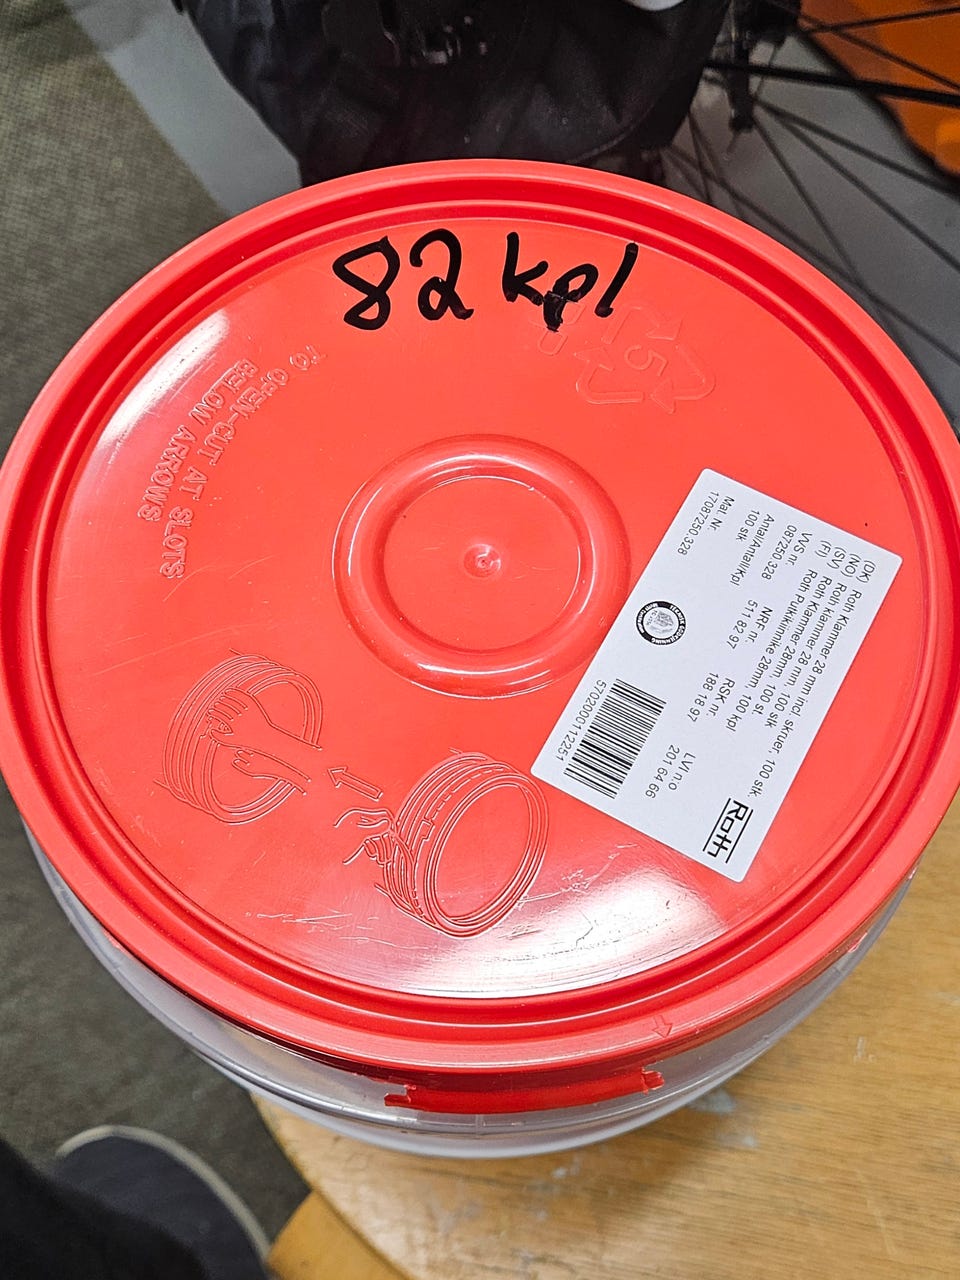 82 kpl
5
TO OPEN-CUT AT SLOTS
BELOW ARROWS
(DK) Roth Klammer 28 mm incl. skruer, 100 stk.
(NO) Roth klammer 28 mm, 100 stk
(SV) Roth Klammer 28mm, 100 st.
(FI) Roth Putkikinnike 28mm, 100 kpl
VVS nr. NRF nr. RSK nr. LVI n:o
087250.328 511 82 97 188 18 97 201 64 66
Antal/Antall/Kpl
100 stk
Mat. Nr.
17087250.328
5702000112251
Roth